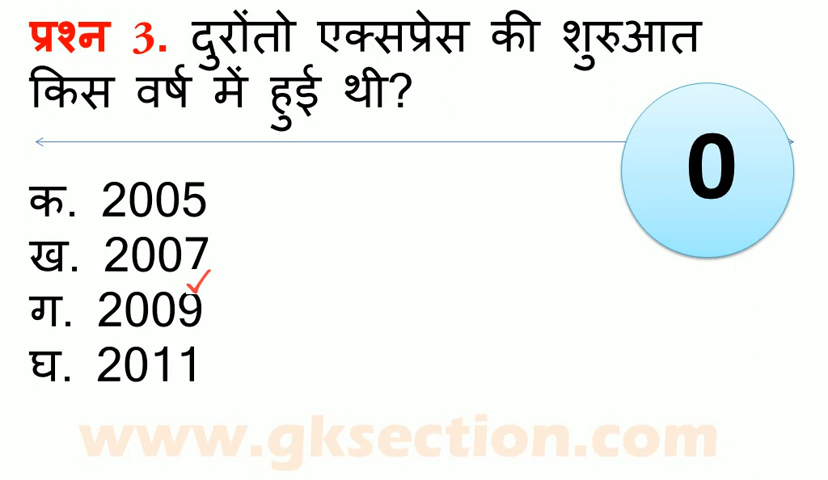 प्रश्न 3. दुरोंतो एक्सप्रेस की शुरुआत
किस वर्ष में हुई थी?
0
क. 2005
ख. 2007
ग. 2009
घ. 2011
www.gksection.com